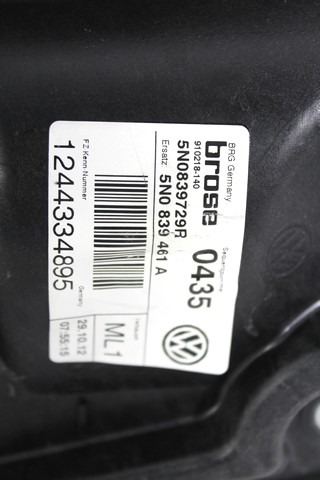 BRG Germany
brose
Sequenznummer
0435
910218-140
5N0839729R
Ersatz: 5N0 839 461 A
Germany
ML1
F.Z-Kenn-Nummer
1244334895
29.10.12
07:55:15